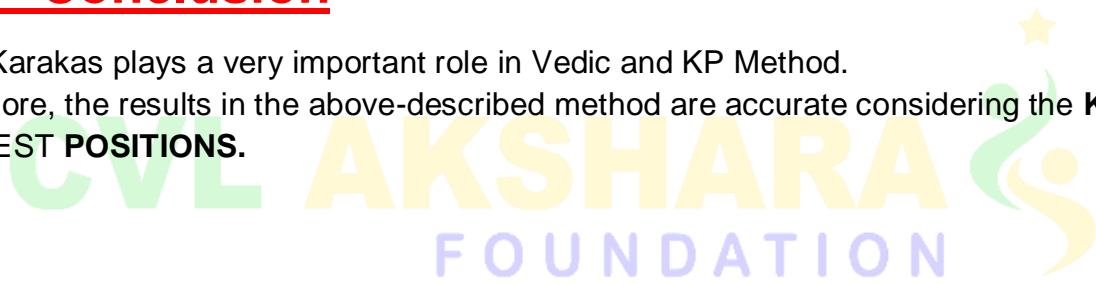 Conclusion
Karakas plays a very important role in Vedic and KP Method.
ore, the results in the above-described method are accurate considering the K
EST POSITIONS.
CVL AKSHARA
FOUNDATION